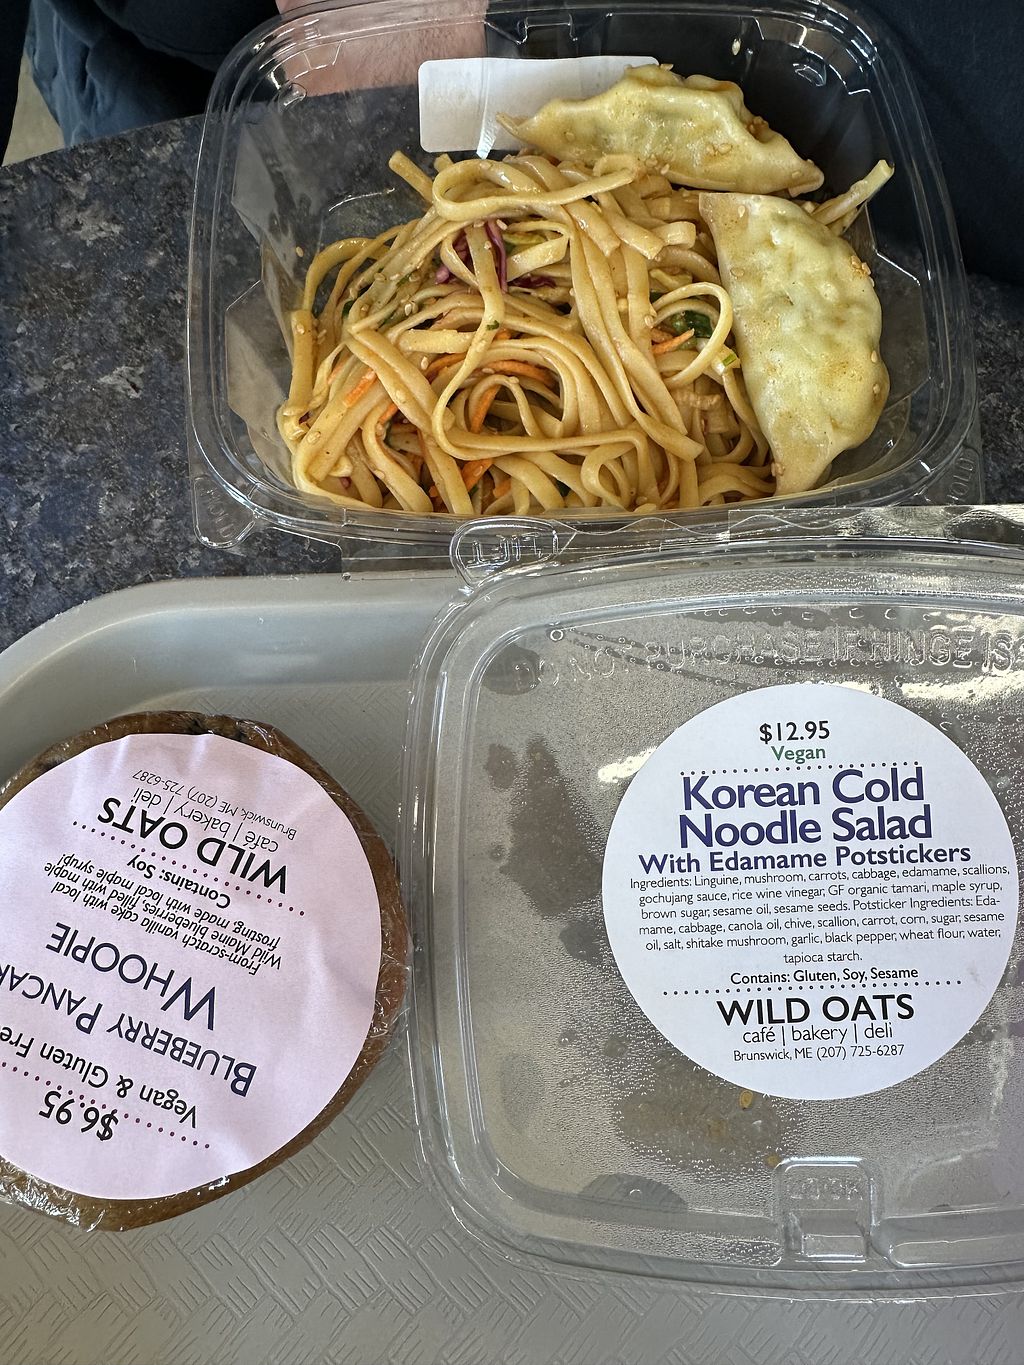 LIFT
DO NOT PURCHASE IF HINGE IS
$12.95
Vegan
Korean Cold
Noodle Salad
With Edamame Potstickers
Ingredients: Linguine, mushroom, carrots, cabbage, edamame, scallions,
gochujang sauce, rice wine vinegar, GF organic tamari, maple syrup,
brown sugar, sesame oil, sesame seeds. Potsticker Ingredients: Eda-
mame, cabbage, canola oil, chive, scallion, carrot, corn, sugar, sesame
oil, salt, shitake mushroom, garlic, black pepper, wheat flour, water,
tapioca starch.
Contains: Gluten, Soy, Sesame
WILD OATS
café | bakery | deli
Brunswick, ME (207) 725-6287
LOCK
$6.95
Vegan & Gluten Fre
BLUEBERRY PANCAK
WHOOPIE
From-scratch vanilla cake with local
Wild Maine blueberries, filled with maple
frosting, made with local maple syrup!
Contains: Soy
WILD OATS
café | bakery | deli
Brunswick, ME (207) 725-6287